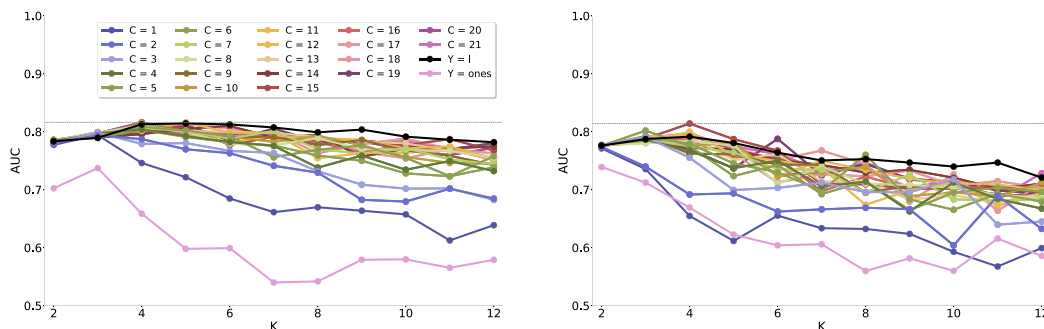 1.0
0.9
0.8
0.7
0.6
0.5
AUC
2
4
6
8
10
12
K
C = 1
C = 2
C = 3
C = 4
C = 5
C = 6
C = 7
C = 8
C = 9
C = 10
C = 11
C = 12
C = 13
C = 14
C = 15
C = 16
C = 17
C = 18
C = 19
C = 20
C = 21
Y = I
Y = ones
1.0
0.9
0.8
0.7
0.6
0.5
AUC
2
4
6
8
10
12
K